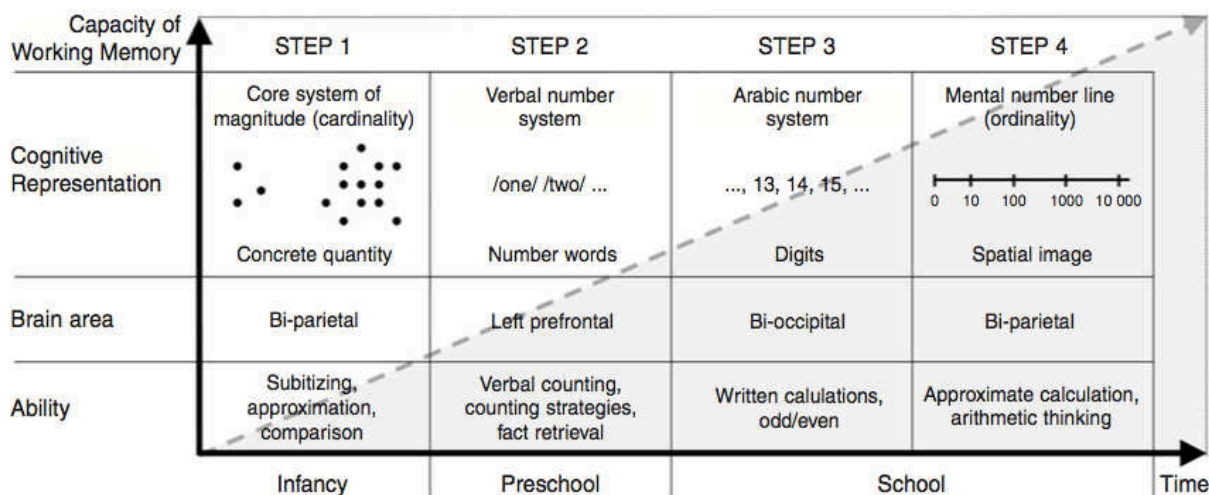 Capacity of
Working Memory
STEP 1
STEP 2
STEP 3
STEP 4
Cognitive
Representation
Core system of
magnitude (cardinality)
Concrete quantity
Verbal number
system
/one/ /two/ ...
Number words
Arabic number
system
..., 13, 14, 15, ...
Digits
Mental number line
(ordinality)
0 10 100 1000 10 000
Spatial image
Brain area
Bi-parietal
Left prefrontal
Bi-occipital
Bi-parietal
Ability
Subitizing,
approximation,
comparison
Verbal counting,
counting strategies,
fact retrieval
Written calulations,
odd/even
Approximate calculation,
arithmetic thinking
Infancy
Preschool
School
Time